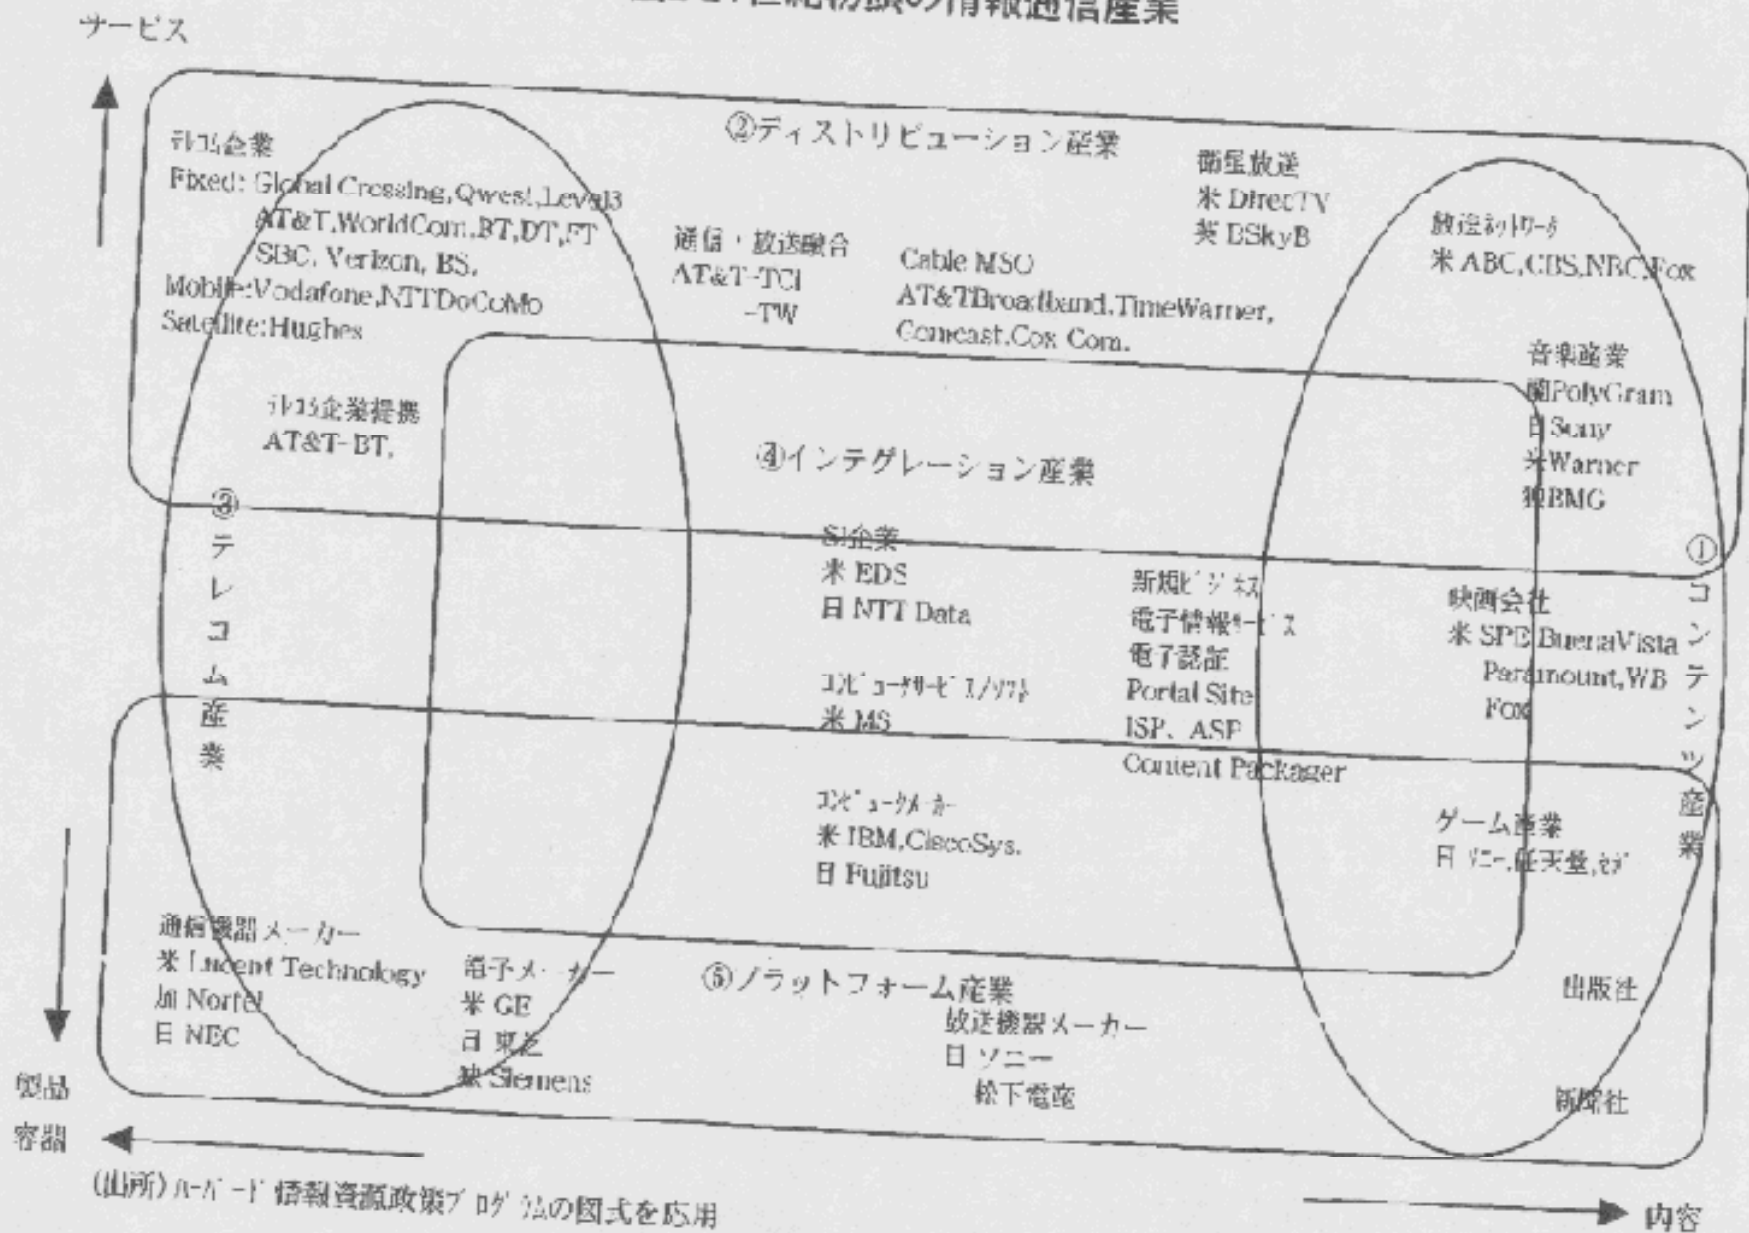 の情報通信産業
サービス
②ディストリビューション産業
テレコム企業
Fixed: Global Crossing,Qwest,Level3
AT&T,WorldCom,BT,DT,FT
SBC, Verizon, BS,
Mobile:Vodafone,NTTDoCoMo
Satellite:Hughes
通信・放送融合
AT&T-TCI
-TW
Cable MSO
AT&TBroadband,TimeWarner,
Comcast,Cox Com.
衛星放送
米 DirecTV
英 BSkyB
放送ネットワーク
米 ABC,CBS,NBC,Fox
音楽産業
蘭PolyGram
日Sony
米Warner
独BMG
テレコム企業提携
AT&T-BT,
④インテグレーション産業
③テレコム産業
SI企業
米 EDS
日 NTT Data
コンピュータサービス/ソフト
米 MS
新規ビジネス
電子情報サービス
電子認証
Portal Site
ISP、ASP
Content Packager
映画会社
米 SPE,BuenaVista
Paramount,WB
Fox
①コンテンツ産業
コンピュータメーカー
米 IBM,CiscoSys.
日 Fujitsu
ゲーム産業
日 ソニー,任天堂,セガ
通信機器メーカー
米 Lucent Technology
加 Nortel
日 NEC
電子メーカー
米 GE
日 東芝
独 Siemens
⑤プラットフォーム産業
放送機器メーカー
日 ソニー
松下電産
出版社
新聞社
製品
容器
内容
(出所)ハーバード情報資源政策プログラムの図式を応用